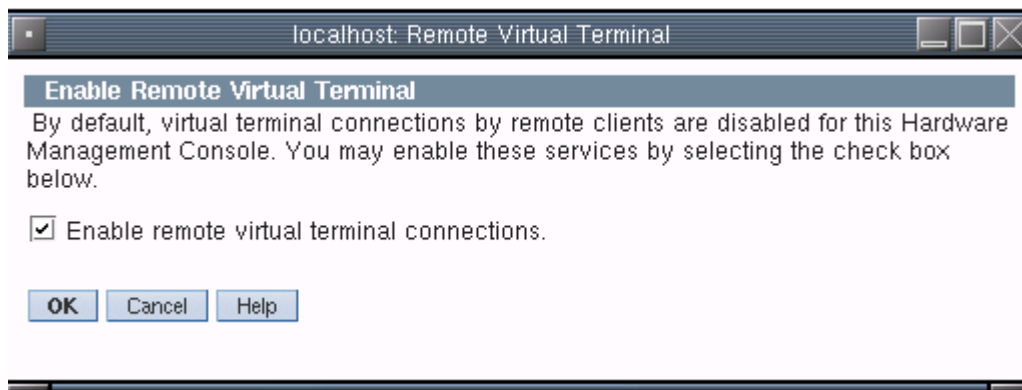 localhost: Remote Virtual Terminal
Enable Remote Virtual Terminal
By default, virtual terminal connections by remote clients are disabled for this Hardware
Management Console. You may enable these services by selecting the check box
below.
Enable remote virtual terminal connections.
OK Cancel Help